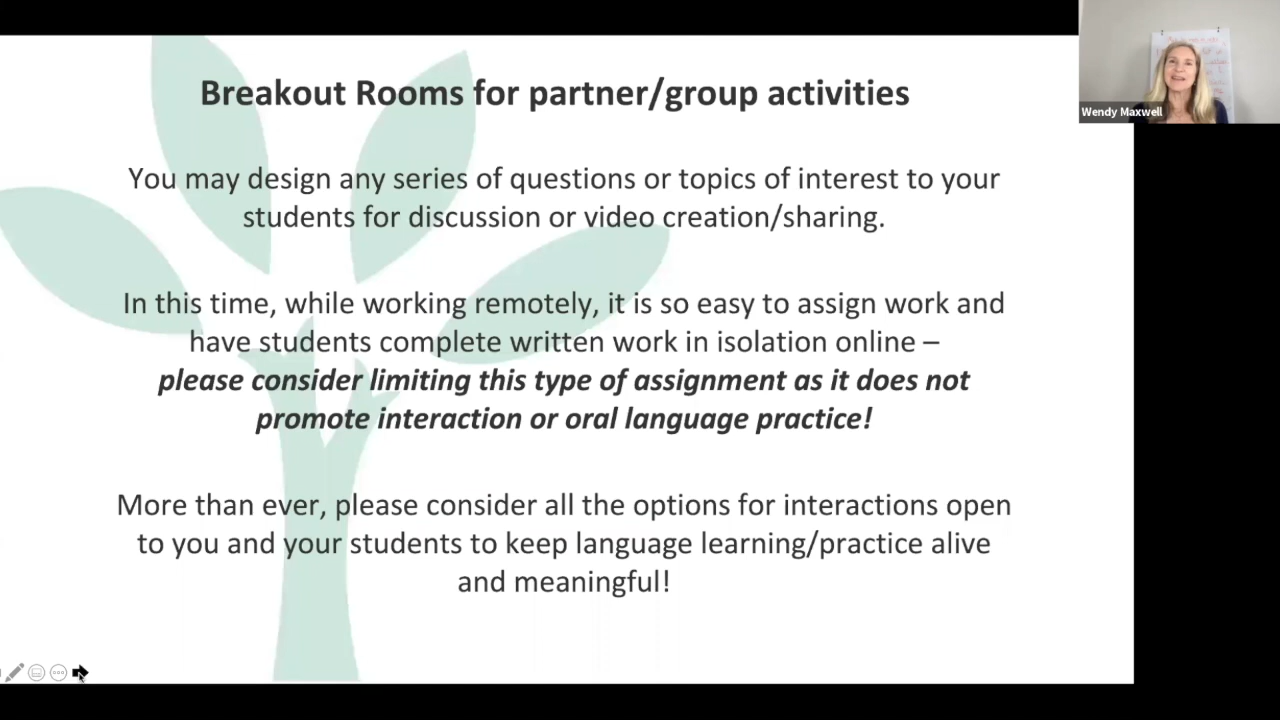 Breakout Rooms for partner/group activities
Wendy Maxwell
You may design any series of questions or topics of interest to your
students for discussion or video creation/sharing.
In this time, while working remotely, it is so easy to assign work and
have students complete written work in isolation online –
please consider limiting this type of assignment as it does not
promote interaction or oral language practice!
More than ever, please consider all the options for interactions open
to you and your students to keep language learning/practice alive
and meaningful!